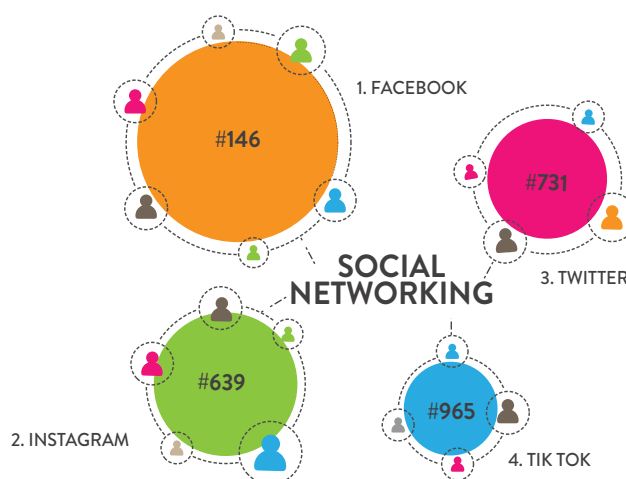 1. FACEBOOK
#146
#731
3. TWITTER
SOCIAL
NETWORKING
#639
2. INSTAGRAM
#965
4. TIK TOK